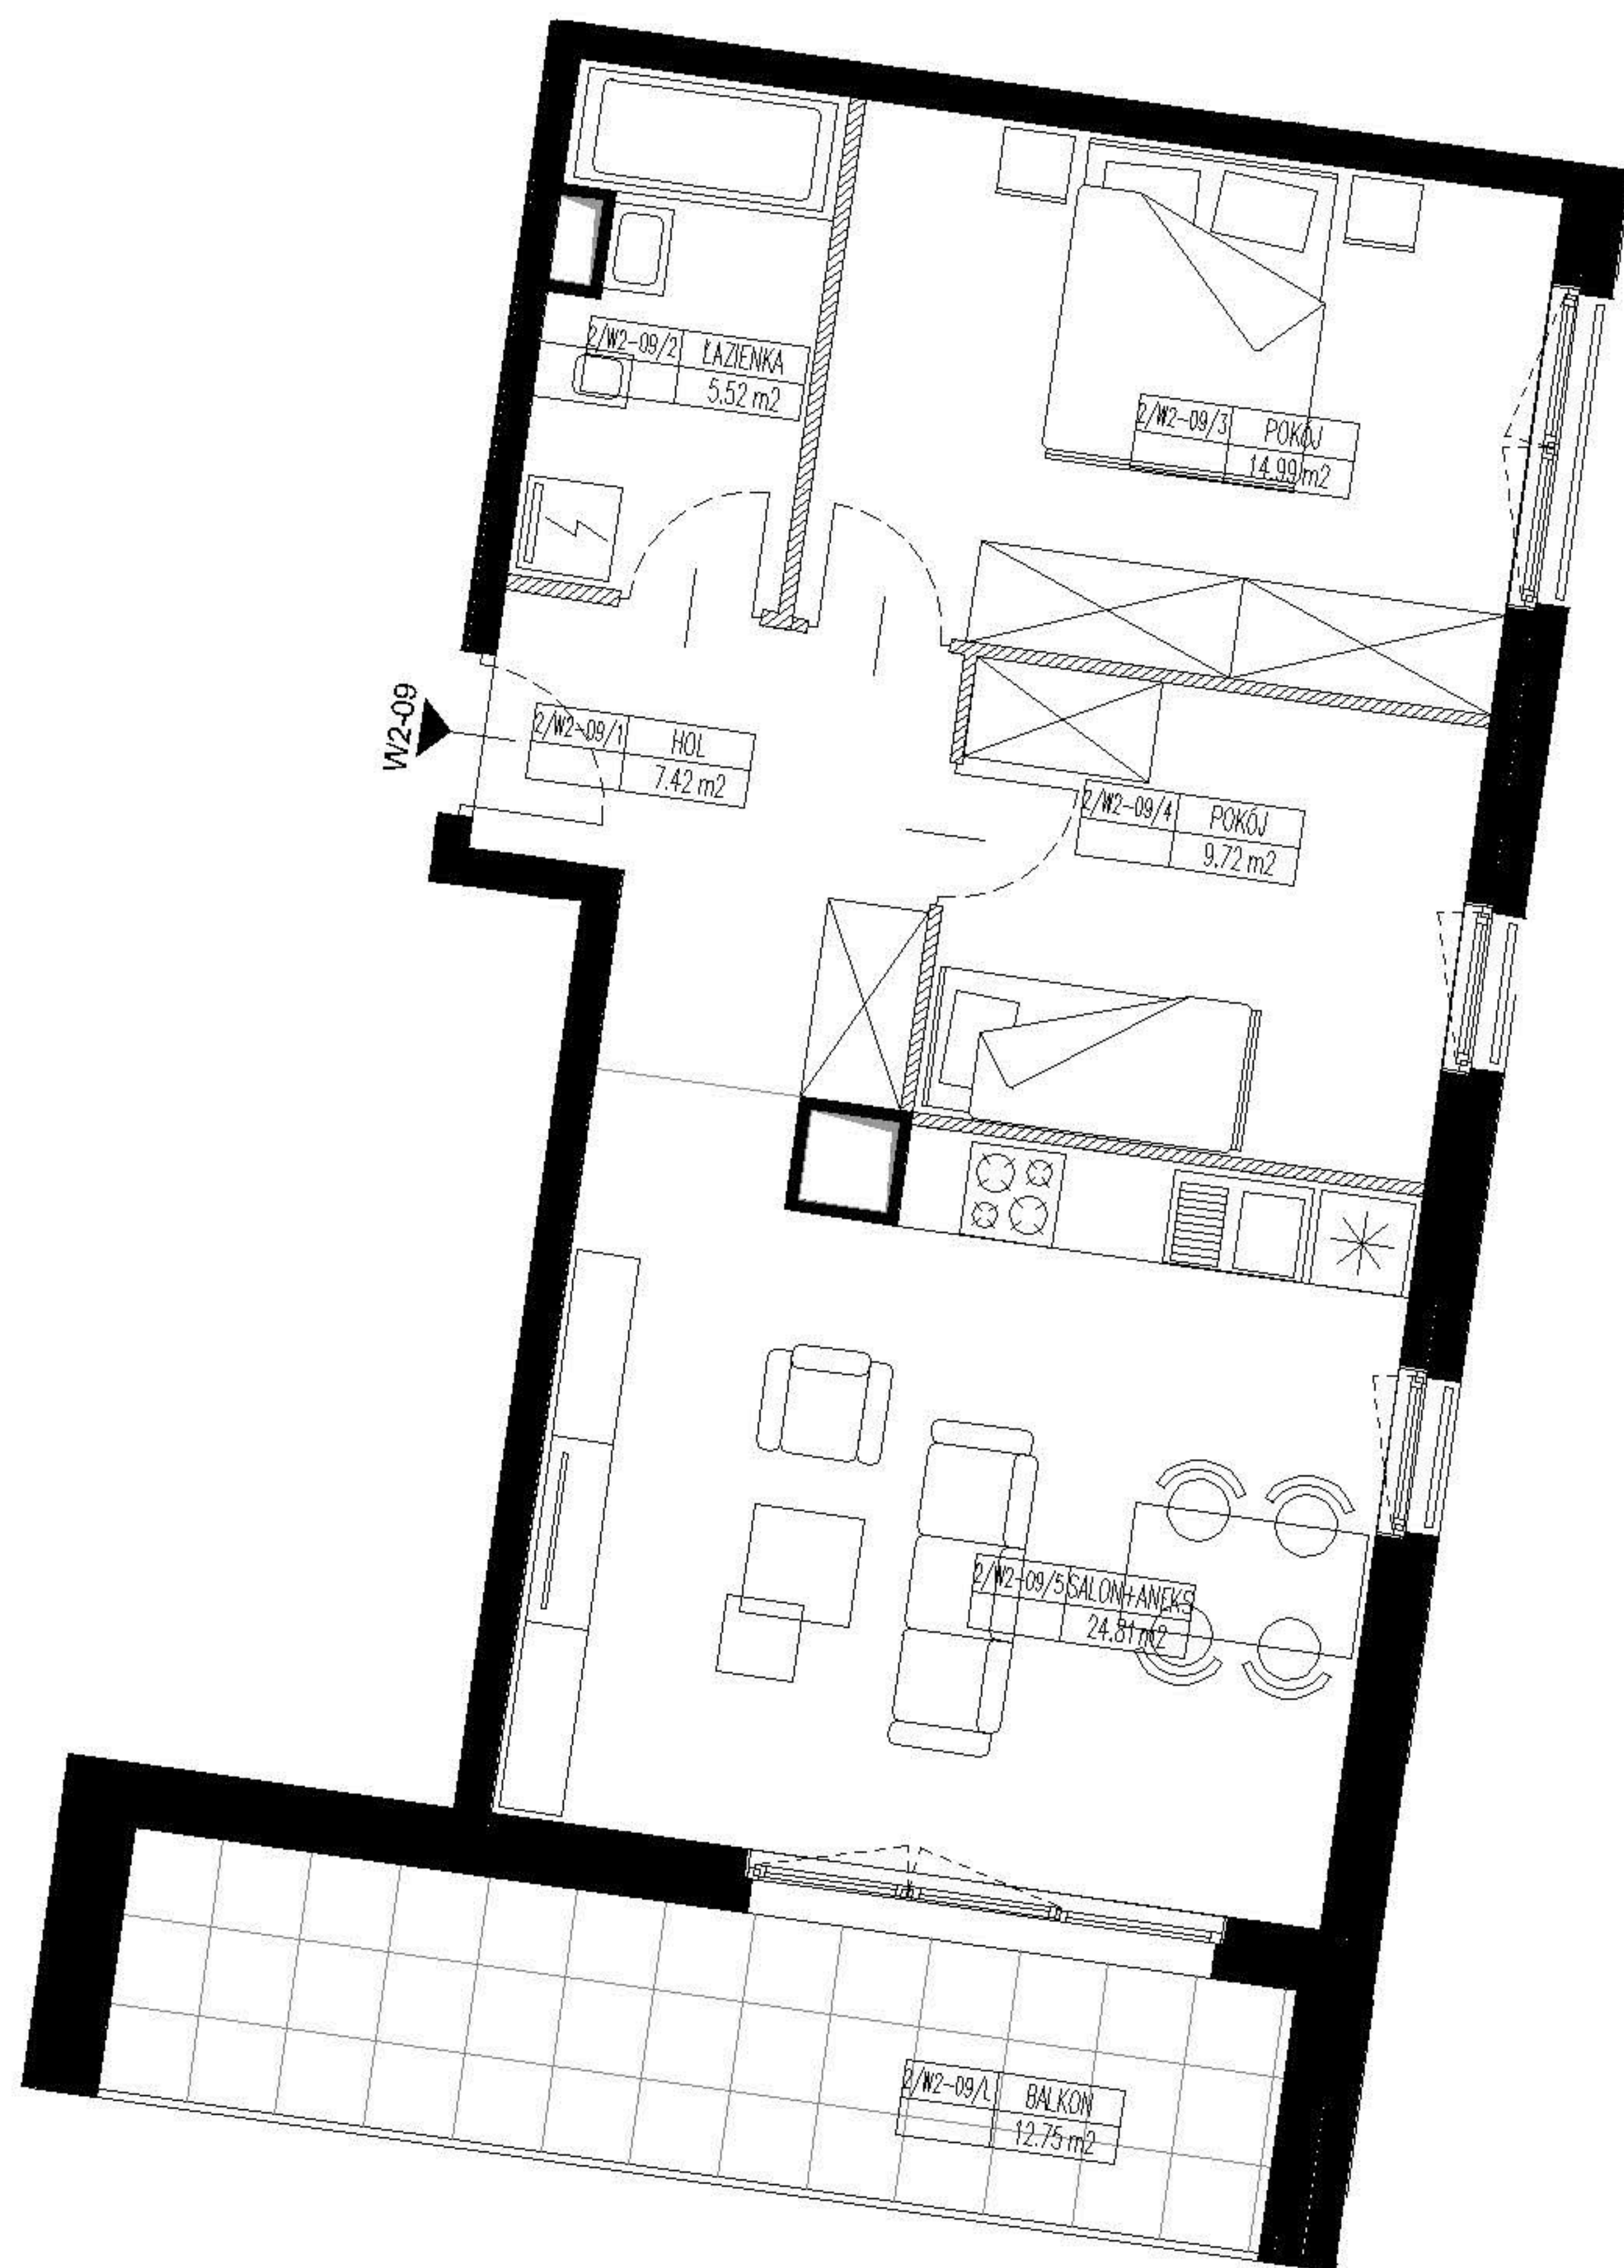 2/W2-09/2 ŁAZIENKA
5.52 m2
2/W2-09/3 POKÓJ
14.99 m2
W2-09
2/W2-09/1 HOL
7.42 m2
2/W2-09/4 POKÓJ
9.72 m2
2/W2-09/5 SALON+ANEKS
24.81 m2
2/W2-09/L BALKON
12.75 m2